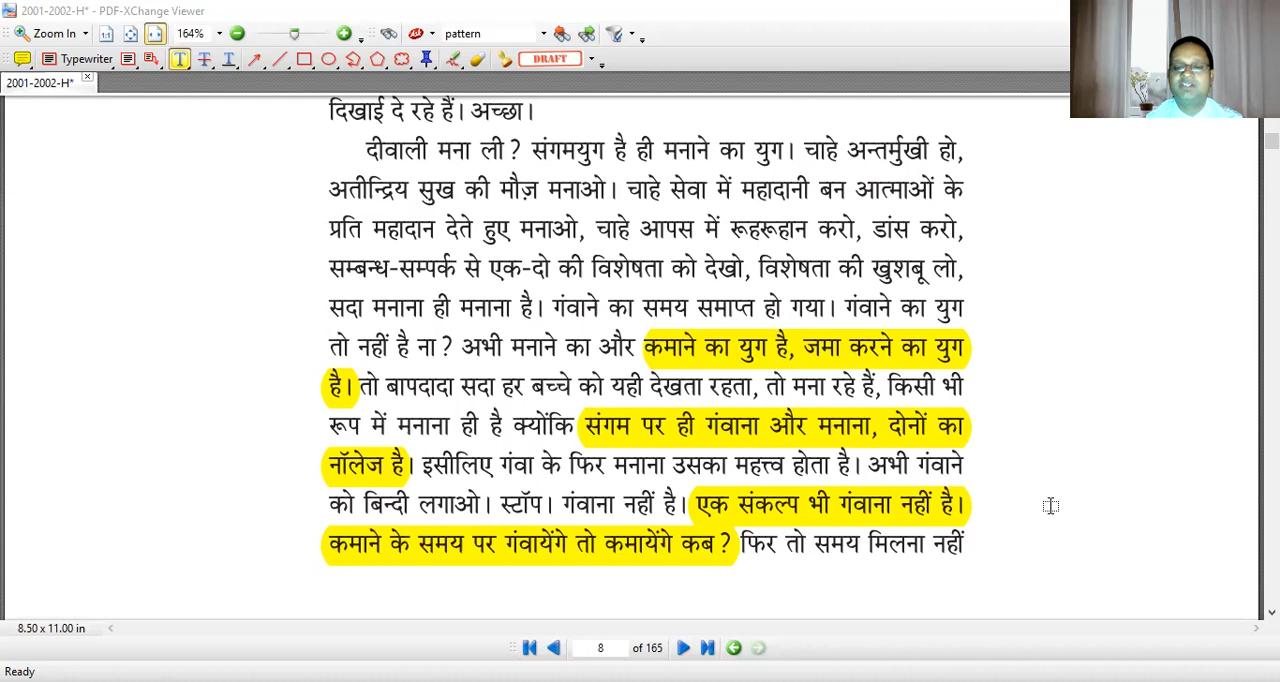 2001-2002-H* - PDF-XChange Viewer
Zoom In 164% pattern
Typewriter DRAFT
2001-2002-H*
दिखाई दे रहे हैं। अच्छा।
दीवाली मना ली? संगमयुग है ही मनाने का युग। चाहे अन्तर्मुखी हो,
अतीन्द्रिय सुख की मौज़ मनाओ। चाहे सेवा में महादानी बन आत्माओं के
प्रति महादान देते हुए मनाओ, चाहे आपस में रूहरूहान करो, डांस करो,
सम्बन्ध-सम्पर्क से एक-दो की विशेषता को देखो, विशेषता की खुशबू लो,
सदा मनाना ही मनाना है। गंवाने का समय समाप्त हो गया। गंवाने का युग
तो नहीं है ना? अभी मनाने का और कमाने का युग है, जमा करने का युग
है। तो बापदादा सदा हर बच्चे को यही देखता रहता, तो मना रहे हैं, किसी भी
रूप में मनाना ही है क्योंकि संगम पर ही गंवाना और मनाना, दोनों का
नॉलेज है। इसीलिए गंवा के फिर मनाना उसका महत्त्व होता है। अभी गंवाने
को बिन्दी लगाओ। स्टॉप। गंवाना नहीं है। एक संकल्प भी गंवाना नहीं है।
कमाने के समय पर गंवायेंगे तो कमायेंगे कब? फिर तो समय मिलना नहीं
8.50 x 11.00 in
8 of 165
Ready